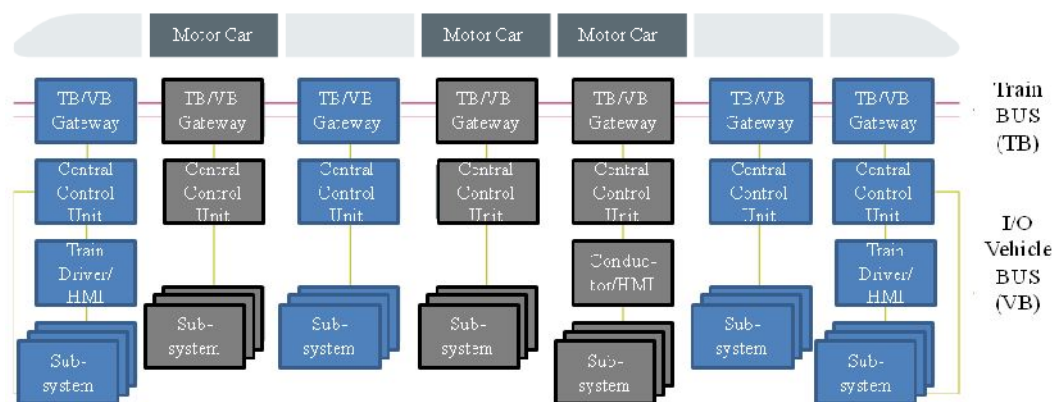 Motor Car
Motor Car
Motor Car
TB/VB
Gateway
TB/VB
Gateway
TB/VB
Gateway
TB/VB
Gateway
TB/VB
Gateway
TB/VB
Gateway
TB/VB
Gateway
Train
BUS
(TB)
Central
Control
Unit
Central
Control
Unit
Central
Control
Unit
Central
Control
Unit
Central
Control
Unit
Central
Control
Unit
Central
Control
Unit
I/O
Vehicle
BUS
(VB)
Train
Driver/
HMI
Conduc-
tor/HMI
Train
Driver/
HMI
Sub-
system
Sub-
system
Sub-
system
Sub-
system
Sub-
system
Sub-
system
Sub-
system